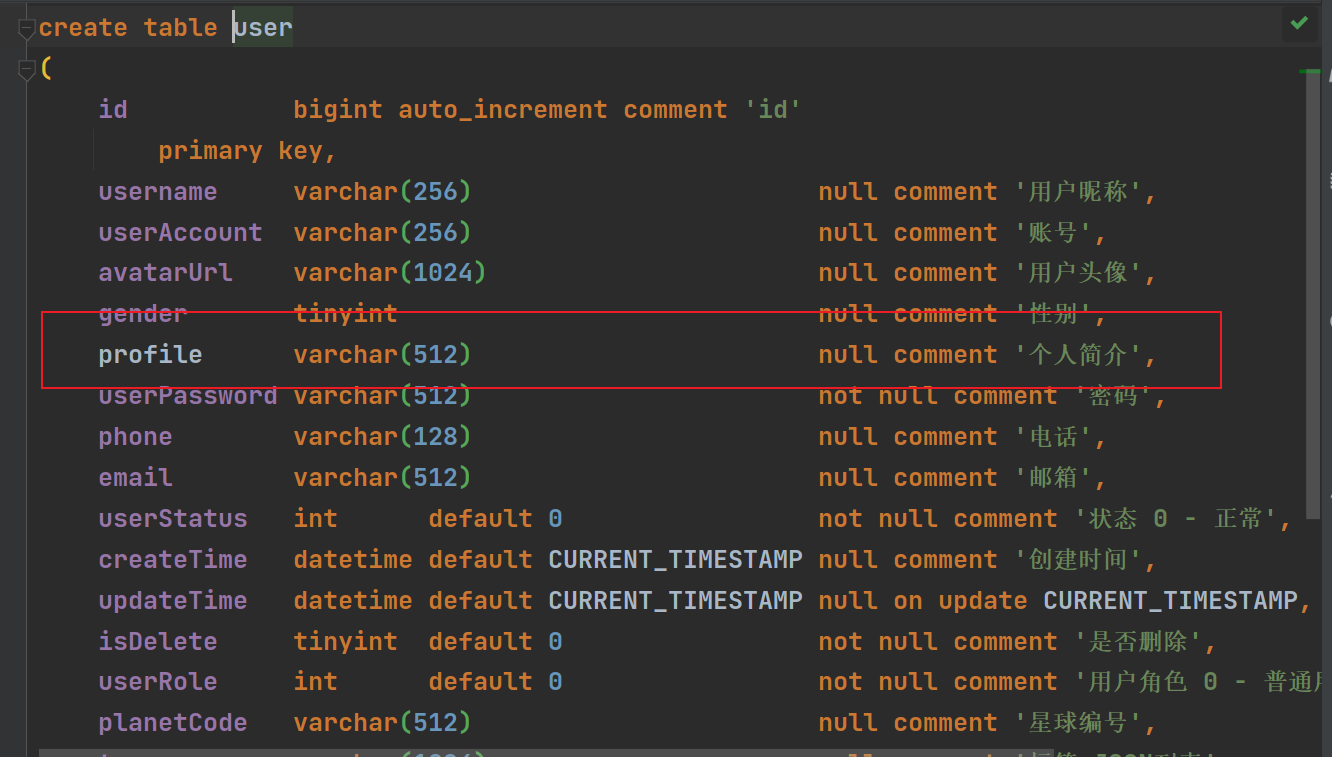 create table user
(
id bigint auto_increment comment 'id'
primary key,
username varchar(256) null comment '用户昵称',
userAccount varchar(256) null comment '账号',
avatarUrl varchar(1024) null comment '用户头像',
gender tinyint null comment '性别',
profile varchar(512) null comment '个人简介',
userPassword varchar(512) not null comment '密码',
phone varchar(128) null comment '电话',
email varchar(512) null comment '邮箱',
userStatus int default 0 not null comment '状态 0 - 正常',
createTime datetime default CURRENT_TIMESTAMP null comment '创建时间',
updateTime datetime default CURRENT_TIMESTAMP null on update CURRENT_TIMESTAMP,
isDelete tinyint default 0 not null comment '是否删除',
userRole int default 0 not null comment '用户角色 0 - 普通
planetCode varchar(512) null comment '星球编号',